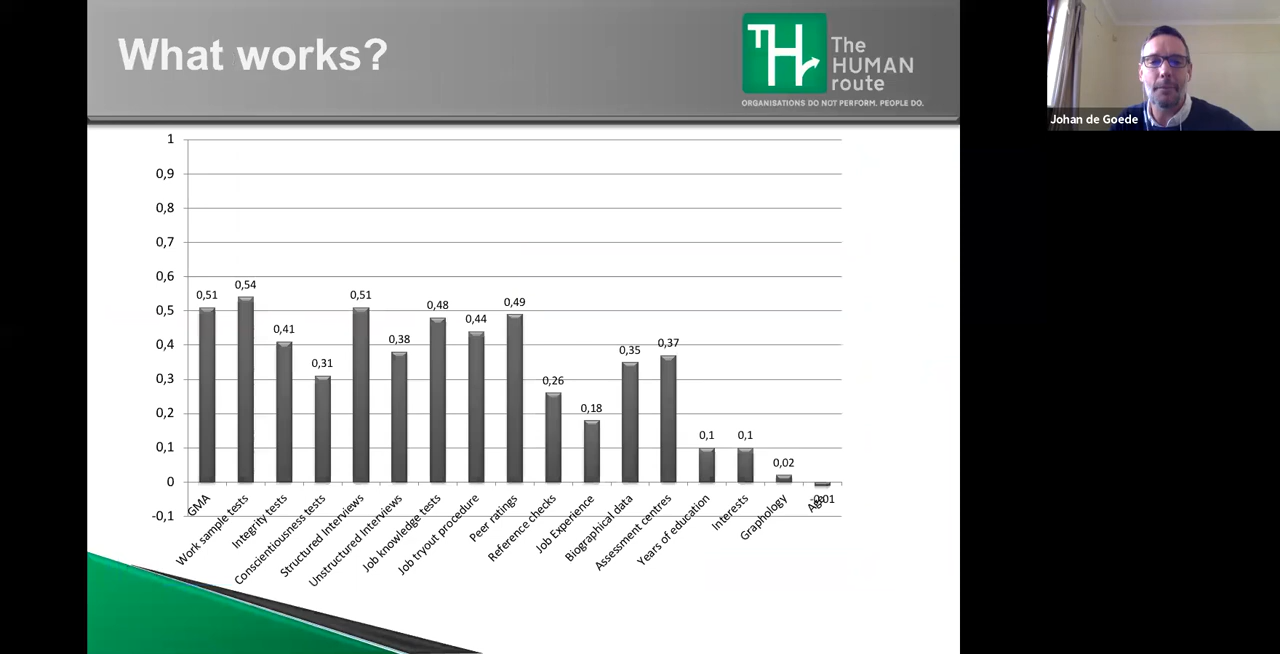 What works?
TH
The
HUMAN
route
ORGANISATIONS DO NOT PERFORM. PEOPLE DO.
Johan de Goede
1
0,9
0,8
0,7
0,6
0,5
0,4
0,3
0,2
0,1
0
-0,1
0,51
0,54
0,41
0,31
0,51
0,38
0,48
0,44
0,49
0,26
0,18
0,35
0,37
0,1
0,1
0,02
-0,01
GMA
Work sample tests
Integrity tests
Conscientiousness tests
Structured Interviews
Unstructured Interviews
Job knowledge tests
Job tryout procedure
Peer ratings
Reference checks
Job Experience
Biographical data
Assessment centres
Years of education
Interests
Graphology
Age